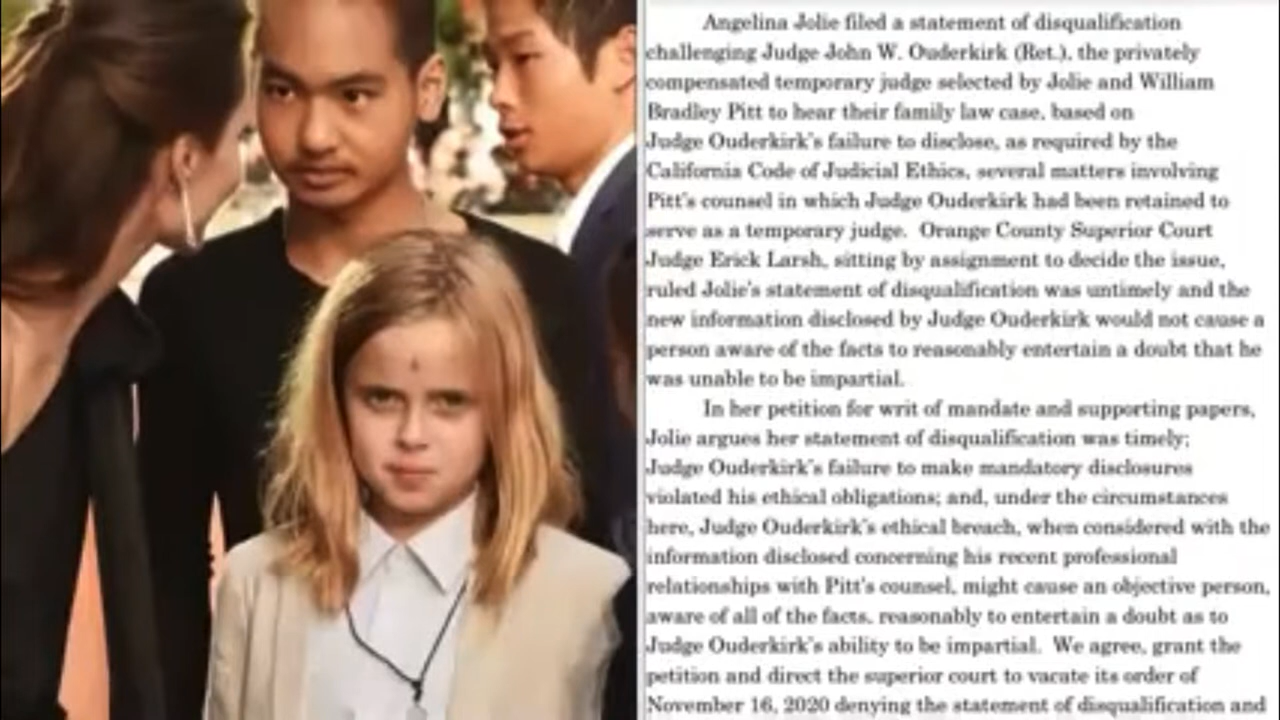 Angelina Jolie filed a statement of disqualification
challenging Judge John W. Ouderkirk (Ret.), the privately
compensated temporary judge selected by Jolie and William
Bradley Pitt to hear their family law case, based on
Judge Ouderkirk's failure to disclose, as required by the
California Code of Judicial Ethics, several matters involving
Pitt's counsel in which Judge Ouderkirk had been retained to
serve as a temporary judge. Orange County Superior Court
Judge Erick Larsh, sitting by assignment to decide the issue,
ruled Jolie's statement of disqualification was untimely and the
new information disclosed by Judge Ouderkirk would not cause a
person aware of the facts to reasonably entertain a doubt that he
was unable to be impartial.
In her petition for writ of mandate and supporting papers,
Jolie argues her statement of disqualification was timely;
Judge Ouderkirk's failure to make mandatory disclosures
violated his ethical obligations; and, under the circumstances
here, Judge Ouderkirk's ethical breach, when considered with the
information disclosed concerning his recent professional
relationships with Pitt's counsel, might cause an objective person,
aware of all of the facts, reasonably to entertain a doubt as to
Judge Ouderkirk's ability to be impartial. We agree, grant the
petition and direct the superior court to vacate its order of
November 16, 2020 denying the statement of disqualification and